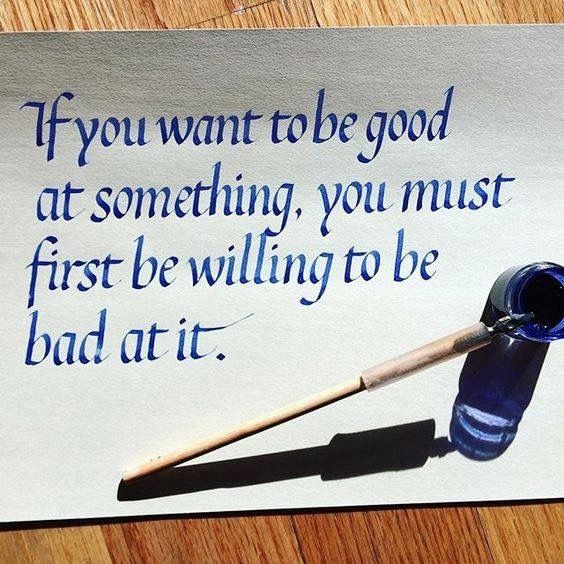 If you want to be good
at something, you must
first be willing to be
bad at it.